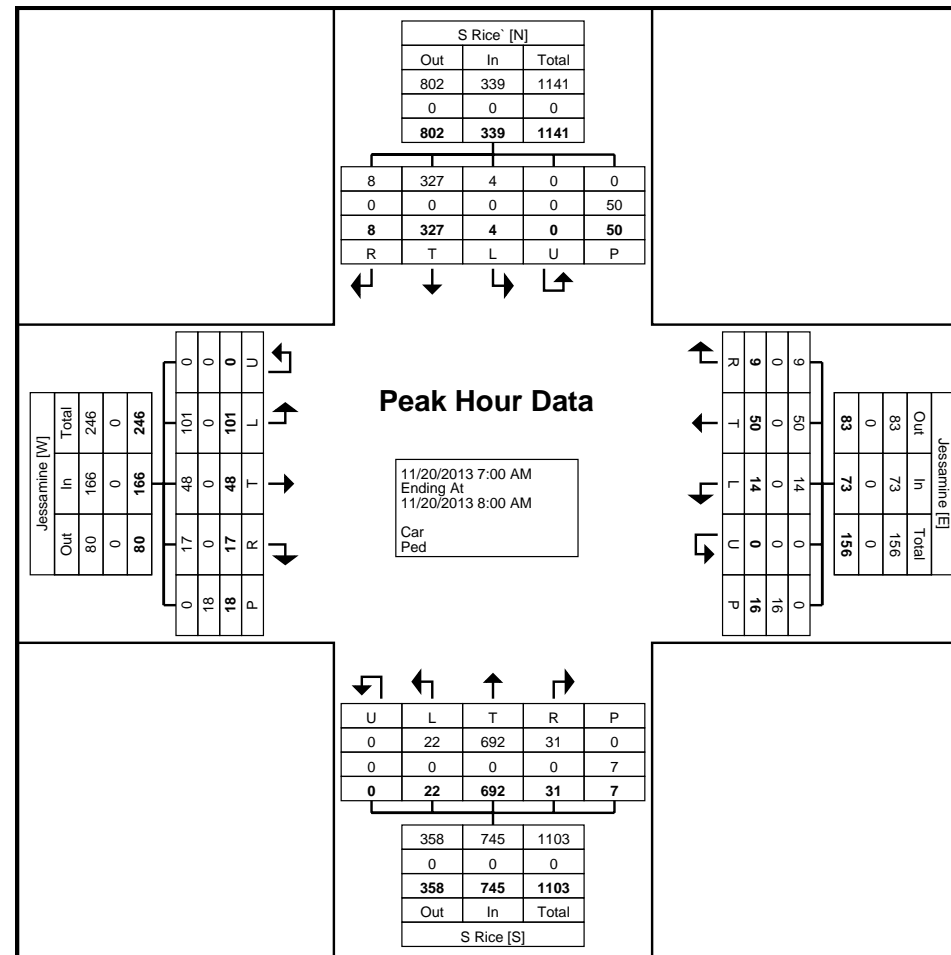 S Rice` [N]
Out In Total
802 339 1141
0 0 0
802 339 1141
8 327 4 0 0
0 0 0 0 50
8 327 4 0 50
R T L U P
Jessamine [W]
Total In Out
246 166 80
0 0 0
246 166 80
0 101 48 17 0
0 0 0 0 18
0 101 48 17 18
U L T R P
Peak Hour Data
11/20/2013 7:00 AM
Ending At
11/20/2013 8:00 AM
Car
Ped
R T L U P
9 50 14 0 16
0 0 0 0 16
9 50 14 0 0
83 73 156
0 0 0
83 73 156
Out In Total
Jessamine [E]
U L T R P
0 22 692 31 0
0 0 0 0 7
0 22 692 31 7
358 745 1103
0 0 0
358 745 1103
Out In Total
S Rice [S]